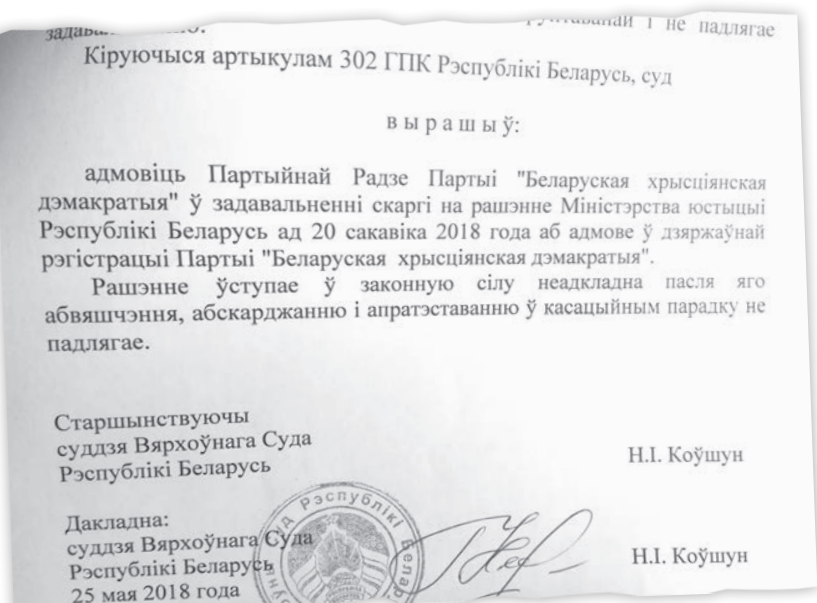 і не падлягае
Кіруючыся артыкулам 302 ГПК Рэспублікі Беларусь, суд
в ы р а ш ы ў:
адмовіць Партыйнай Радзе Партыі "Беларуская хрысціянская
дэмакратыя" ў задавальненні скаргі на рашэнне Міністэрства юстыцыі
Рэспублікі Беларусь ад 20 сакавіка 2018 года аб адмове ў дзяржаўнай
рэгістрацыі Партыі "Беларуская хрысціянская дэмакратыя".
Рашэнне ўступае ў законную сілу неадкладна пасля яго
абвяшчэння, абскарджанню і апратэставанню ў касацыйным парадку не
падлягае.
Старшынствуючы
суддзя Вярхоўнага Суда
Рэспублікі Беларусь
Н.І. Коўшун
Дакладна:
суддзя Вярхоўнага Суда
Рэспублікі Беларусь
25 мая 2018 года
Н.І. Коўшун
Рэспублікі